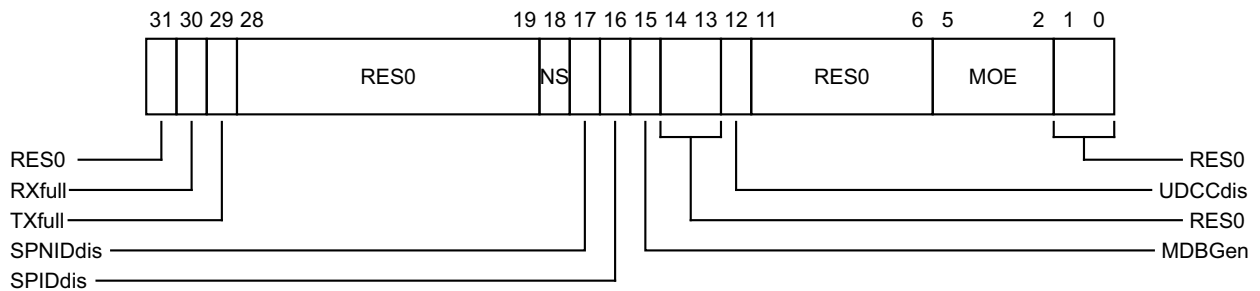 31 30 29 28 19 18 17 16 15 14 13 12 11 6 5 2 1 0
RES0 NS RES0 MOE
RES0 RES0
RXfull UDCCdis
TXfull RES0
SPNIDdis MDBGen
SPIDdis